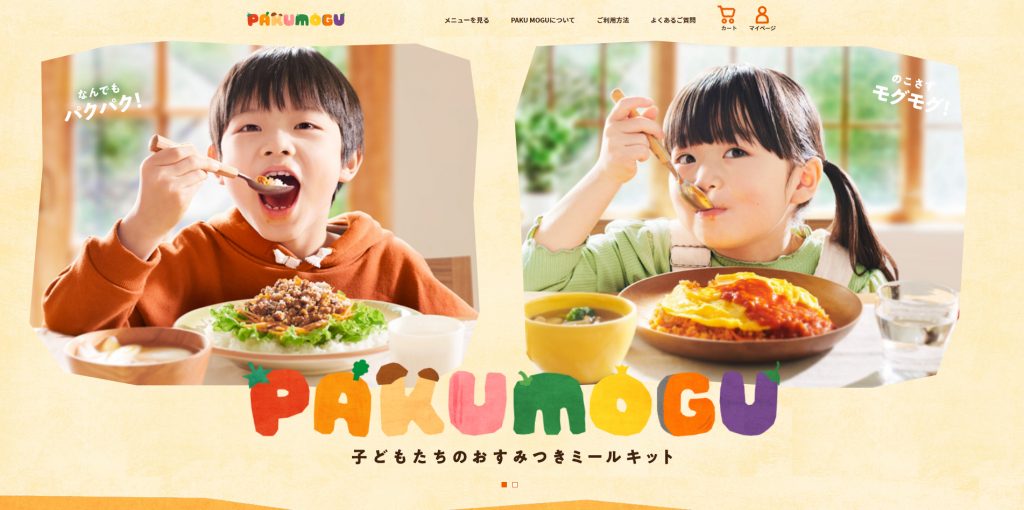 PAKUMOGU
メニューを見る
PAKU MOGUについて
ご利用方法
よくあるご質問
カート
マイページ
なんでも
パクパク!
のこさず
モグモグ!
PAKUMOGU
子どもたちのおすみつきミールキット